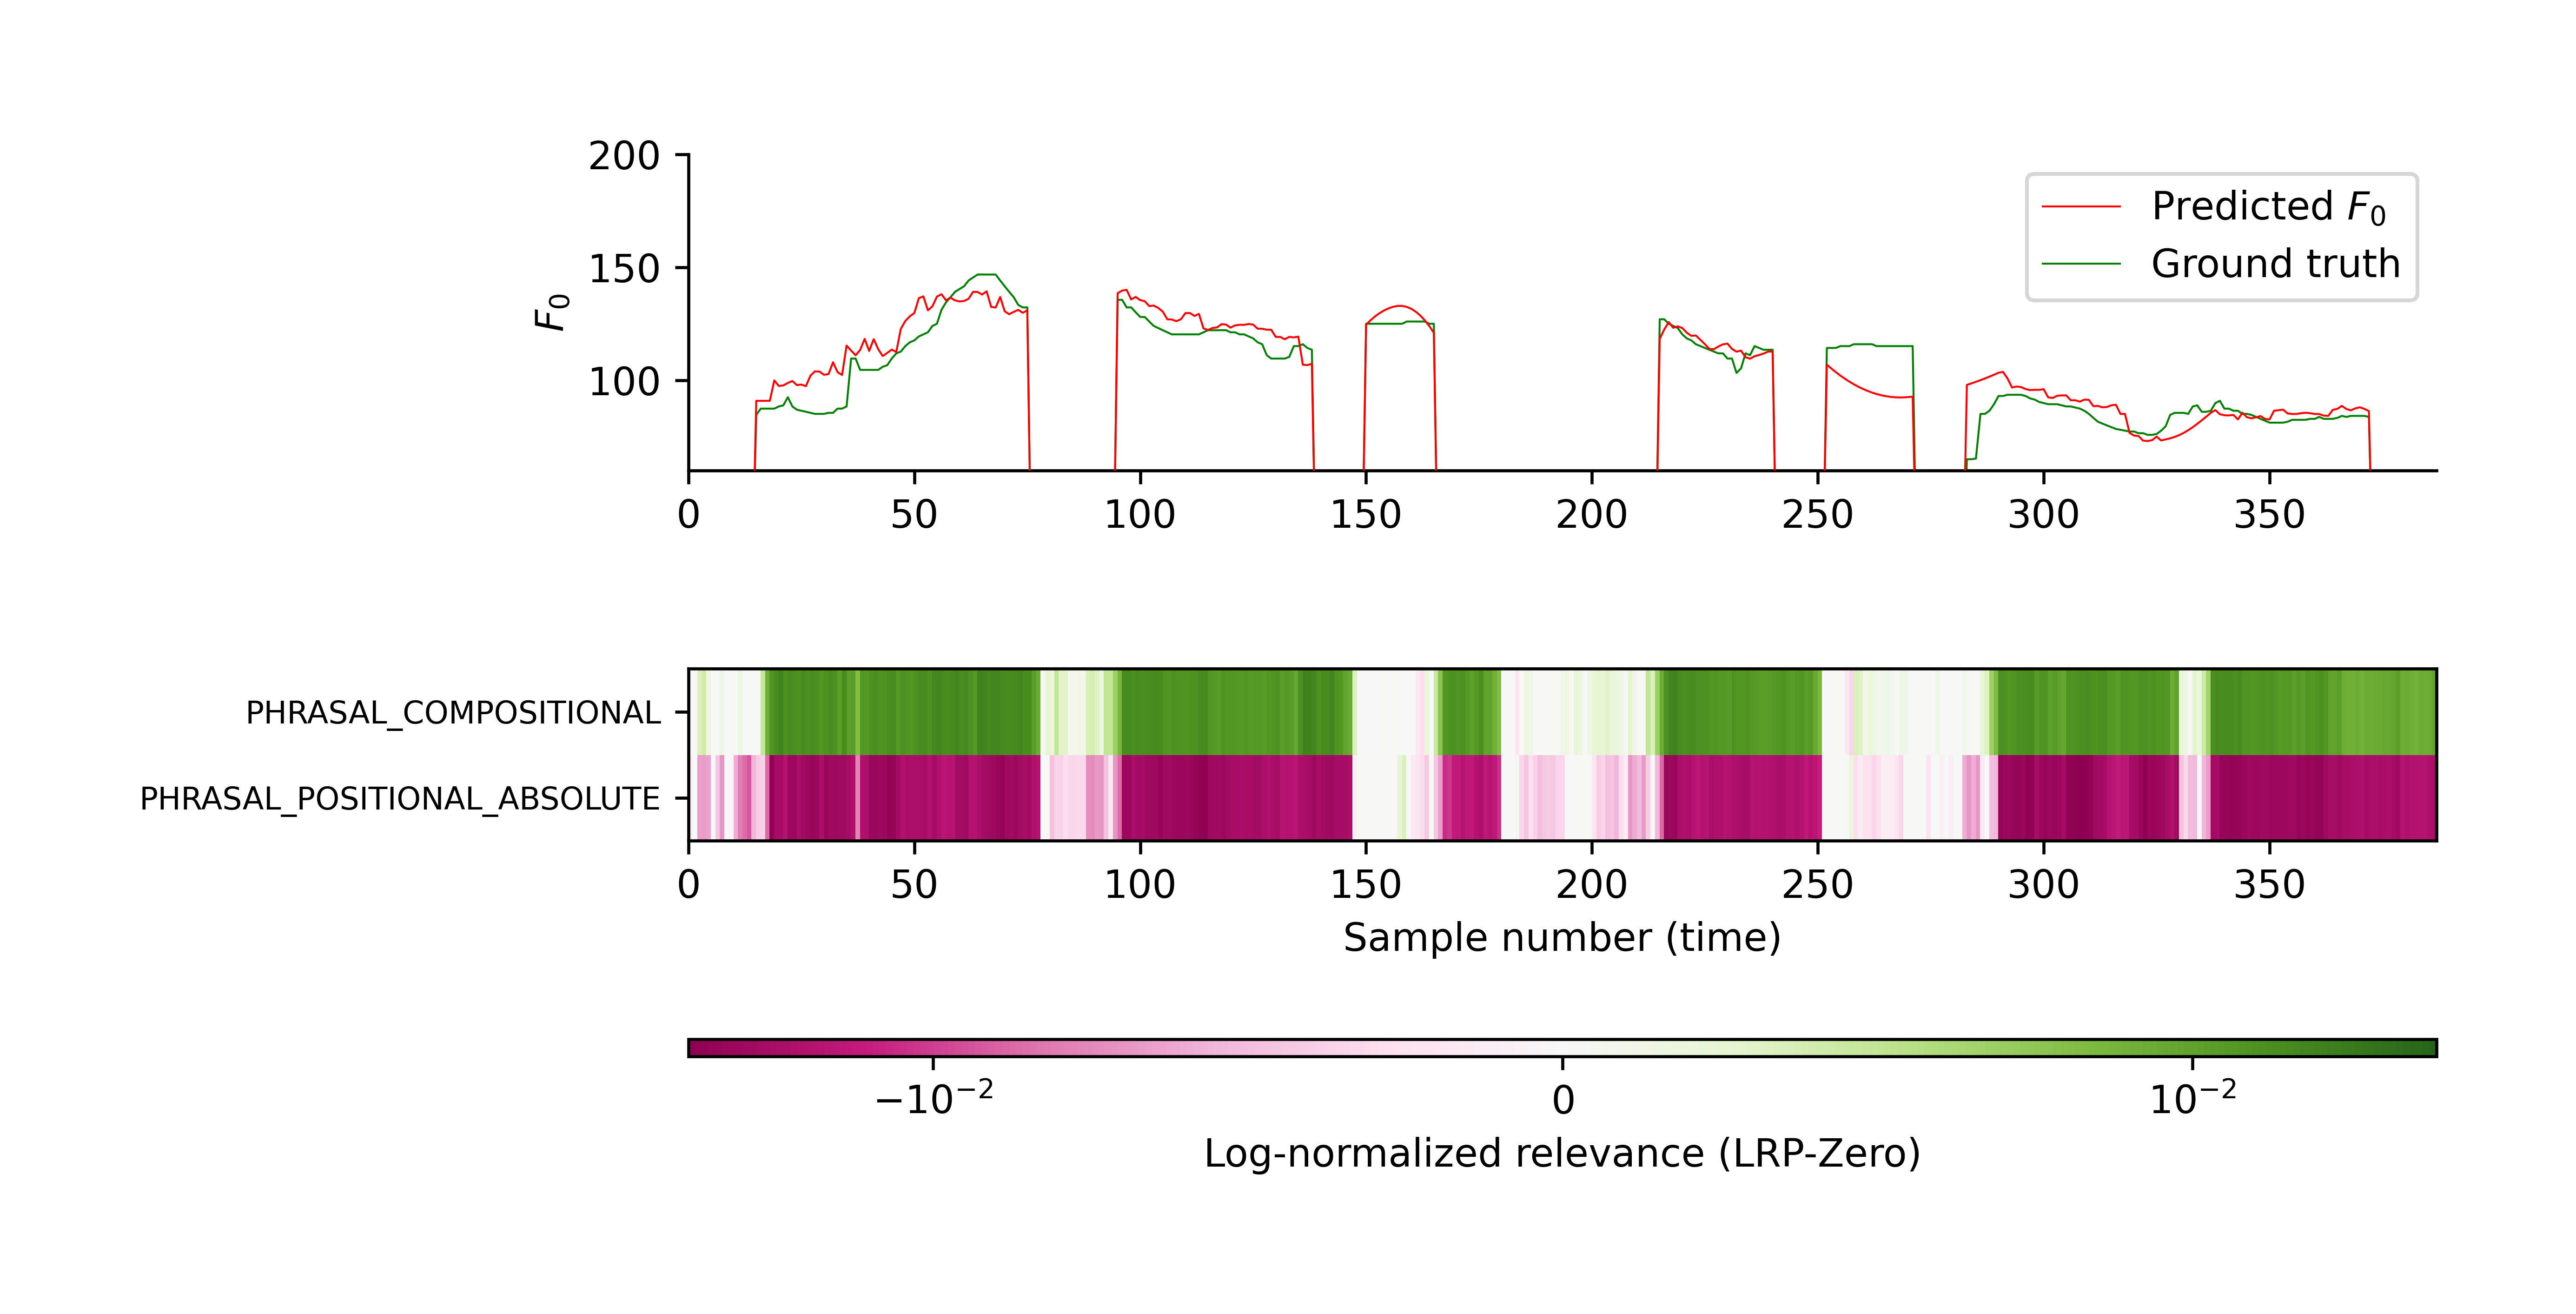 200
150
100
F₀
Predicted F₀
Ground truth
0 50 100 150 200 250 300 350
PHRASAL_COMPOSITIONAL
PHRASAL_POSITIONAL_ABSOLUTE
0 50 100 150 200 250 300 350
Sample number (time)
−10⁻² 0 10⁻²
Log-normalized relevance (LRP-Zero)